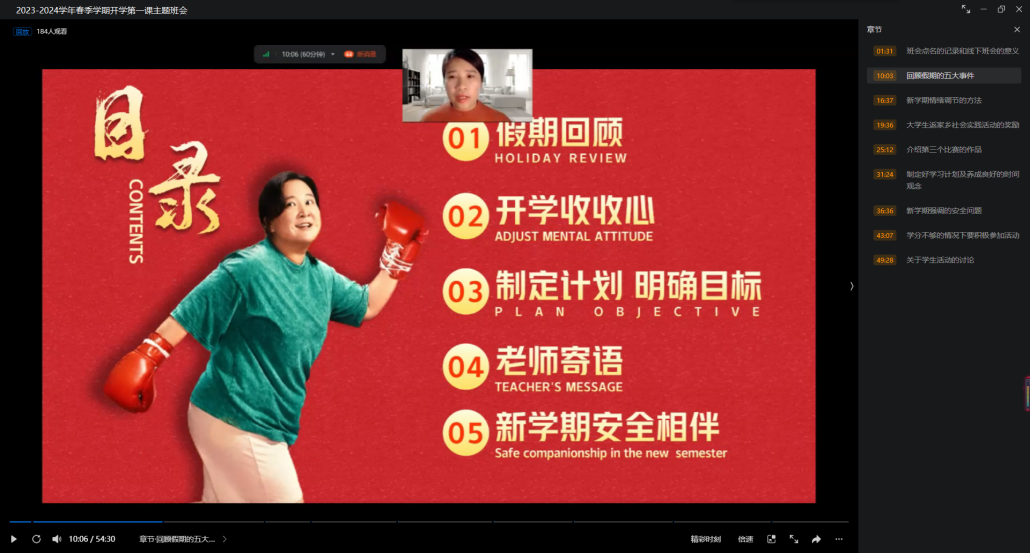 2023-2024学年春季学期开学第一课主题班会
回放 184人观看
10:06 (60分钟) 新消息
目录
CONTENTS
01 假期回顾
HOLIDAY REVIEW
02 开学收收心
ADJUST MENTAL ATTITUDE
03 制定计划 明确目标
PLAN OBJECTIVE
04 老师寄语
TEACHER'S MESSAGE
05 新学期安全相伴
Safe companionship in the new semester
章节
01:31 班会点名的记录和线下班会的意义
10:03 回顾假期的五大事件
16:37 新学期情绪调节的方法
19:36 大学生返家乡社会实践活动的奖励
25:12 介绍第三个比赛的作品
31:24 制定好学习计划及养成良好的时间
观念
36:36 新学期强调的安全问题
43:07 学分不够的情况下要积极参加活动
49:28 关于学生活动的讨论
10:06 / 54:30 章节·回顾假期的五大... 精彩时刻 倍速